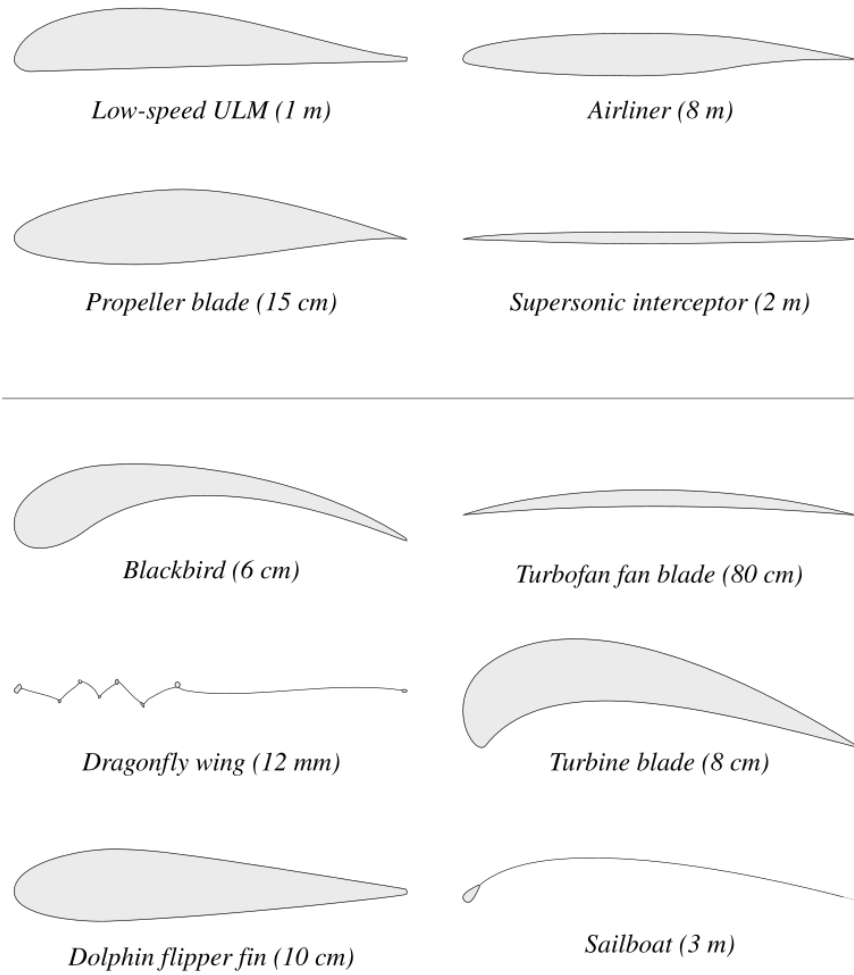 Low-speed ULM (1 m)
Airliner (8 m)
Propeller blade (15 cm)
Supersonic interceptor (2 m)
Blackbird (6 cm)
Turbofan fan blade (80 cm)
Dragonfly wing (12 mm)
Turbine blade (8 cm)
Dolphin flipper fin (10 cm)
Sailboat (3 m)